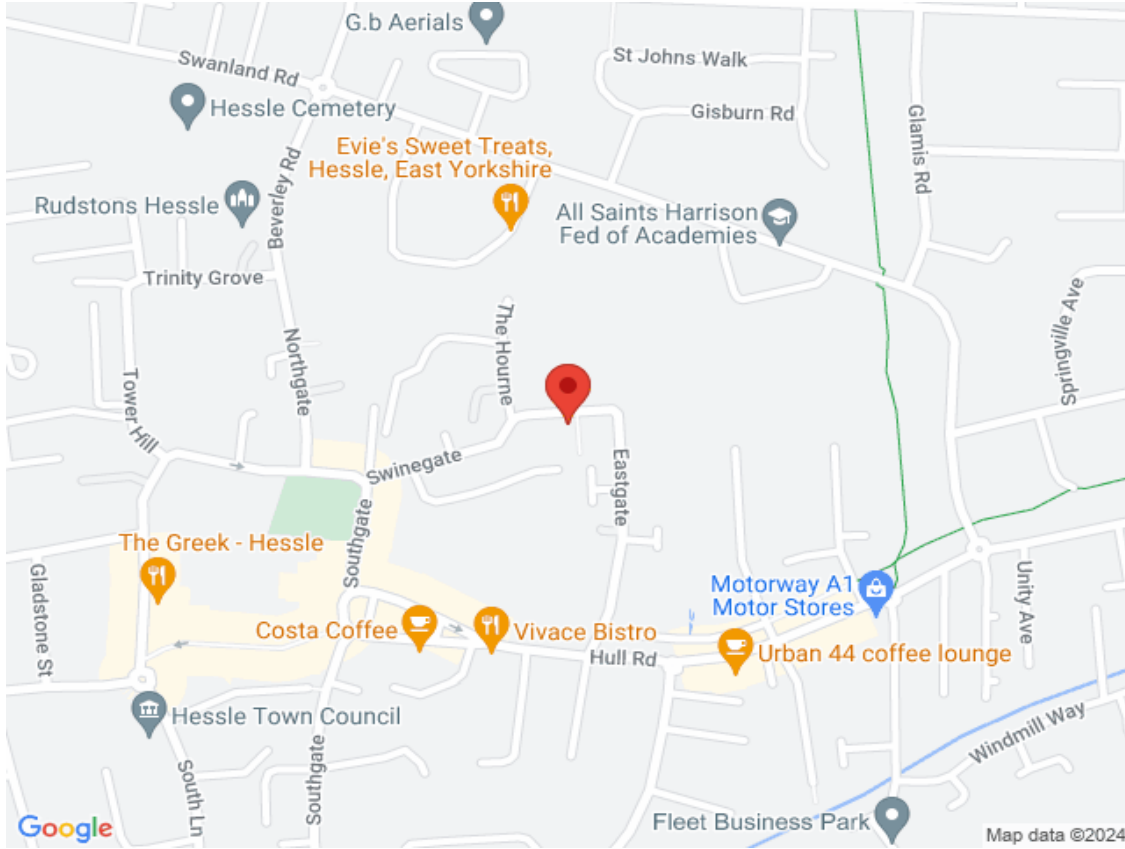 G.b Aerials
Swanland Rd
St Johns Walk
Hessle Cemetery
Gisburn Rd
Glamis Rd
Evie's Sweet Treats,
Hessle, East Yorkshire
Beverley Rd
Rudstons Hessle
All Saints Harrison
Fed of Academies
Trinity Grove
Springville Ave
The Hourne
Northgate
Tower Hill
Swinegate
Eastgate
Southgate
The Greek - Hessle
Gladstone St
Motorway A1
Motor Stores
Unity Ave
Costa Coffee
Vivace Bistro
Hull Rd
Urban 44 coffee lounge
Hessle Town Council
Southgate
South Ln
Windmill Way
Fleet Business Park
Google
Map data ©2024